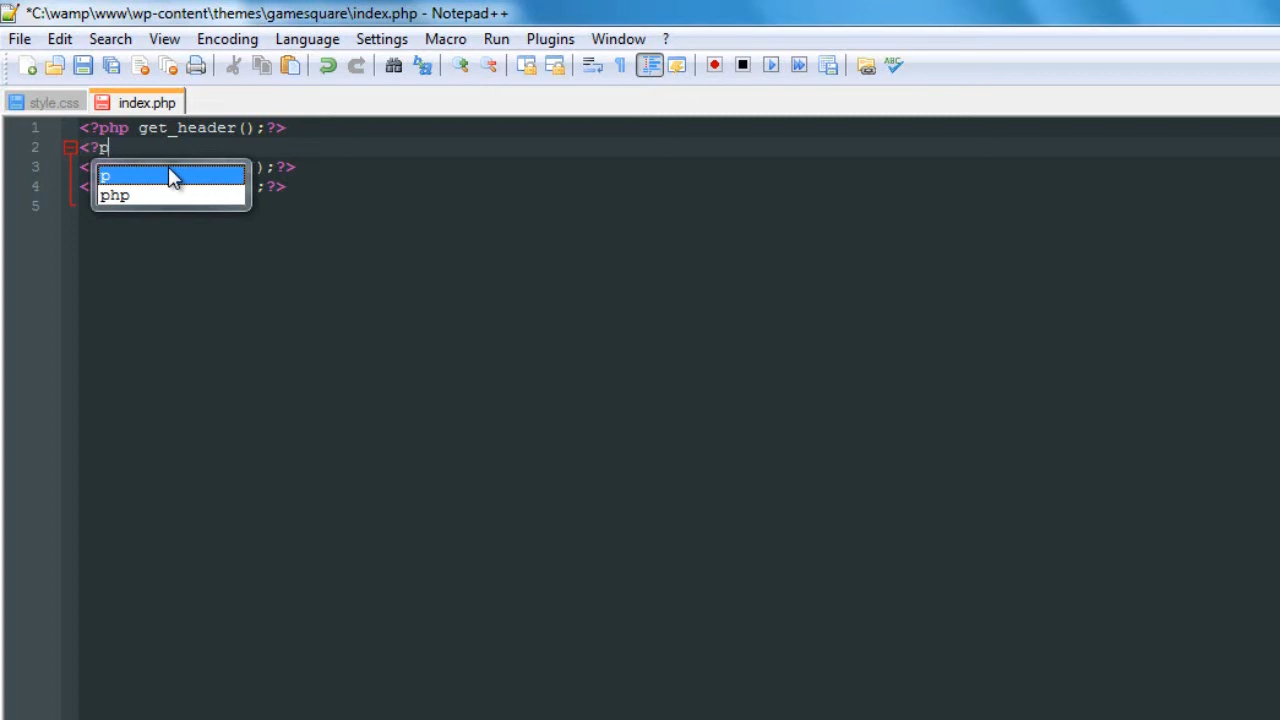 *C:\wamp\www\wp-content\themes\gamesquare\index.php - Notepad++
File Edit Search View Encoding Language Settings Macro Run Plugins Window ?
style.css index.php
1 <?php get_header();?>
2 <?p
3 < );?>
4 < ;?>
5
p
php